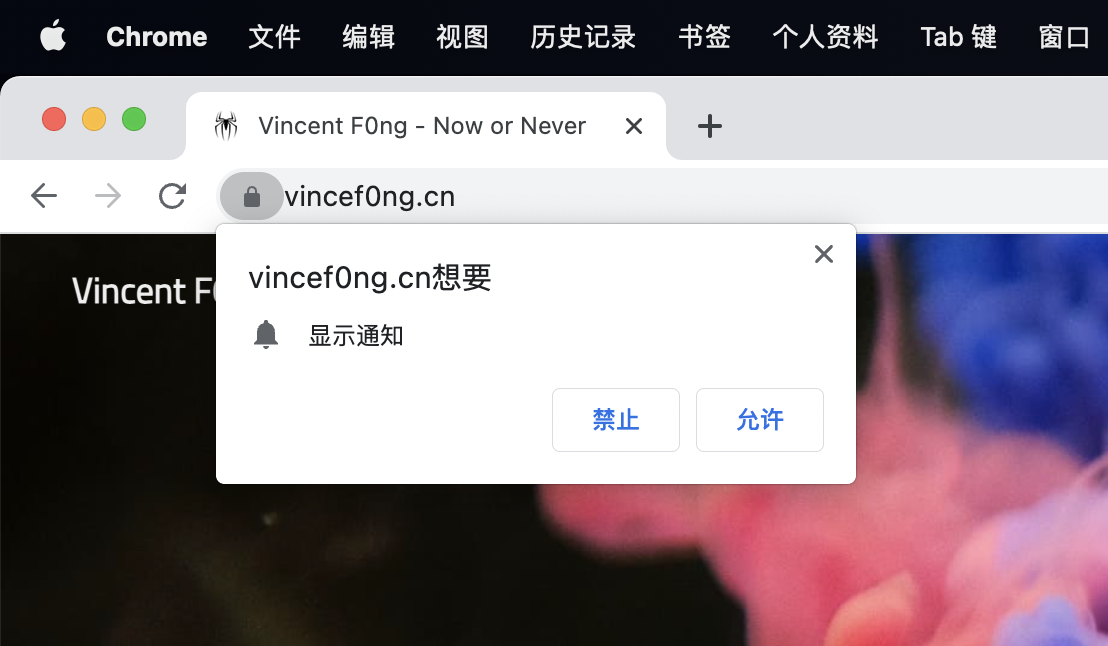 Chrome 文件 编辑 视图 历史记录 书签 个人资料 Tab 键 窗口
Vincent F0ng - Now or Never
vincef0ng.cn
vincef0ng.cn想要
Vincent
显示通知
禁止 允许